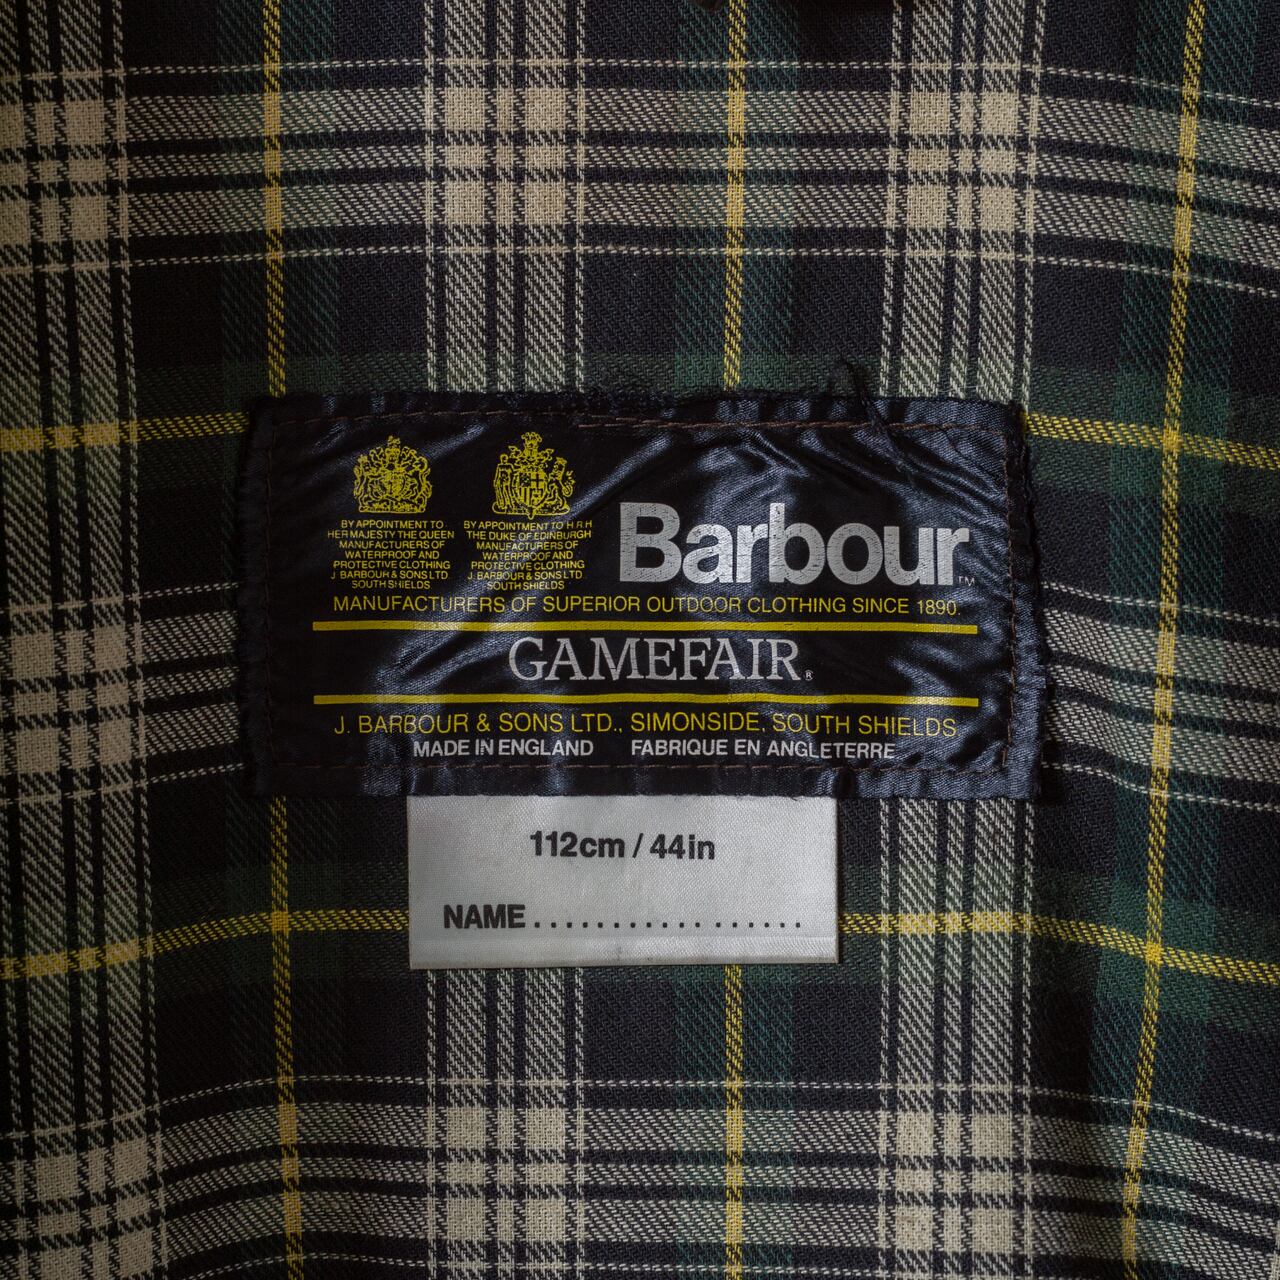 BY APPOINTMENT TO
HER MAJESTY THE QUEEN
MANUFACTURERS OF
WATERPROOF AND
PROTECTIVE CLOTHING
J. BARBOUR & SONS LTD.
SOUTH SHIELDS
BY APPOINTMENT TO H.R.H
THE DUKE OF EDINBURGH
MANUFACTURERS OF
WATERPROOF AND
PROTECTIVE CLOTHING
J. BARBOUR & SONS LTD.
SOUTH SHIELDS
Barbour™
MANUFACTURERS OF SUPERIOR OUTDOOR CLOTHING SINCE 1890.
GAMEFAIR®
J. BARBOUR & SONS LTD., SIMONSIDE, SOUTH SHIELDS
MADE IN ENGLAND FABRIQUE EN ANGLETERRE
112cm / 44in
NAME.................